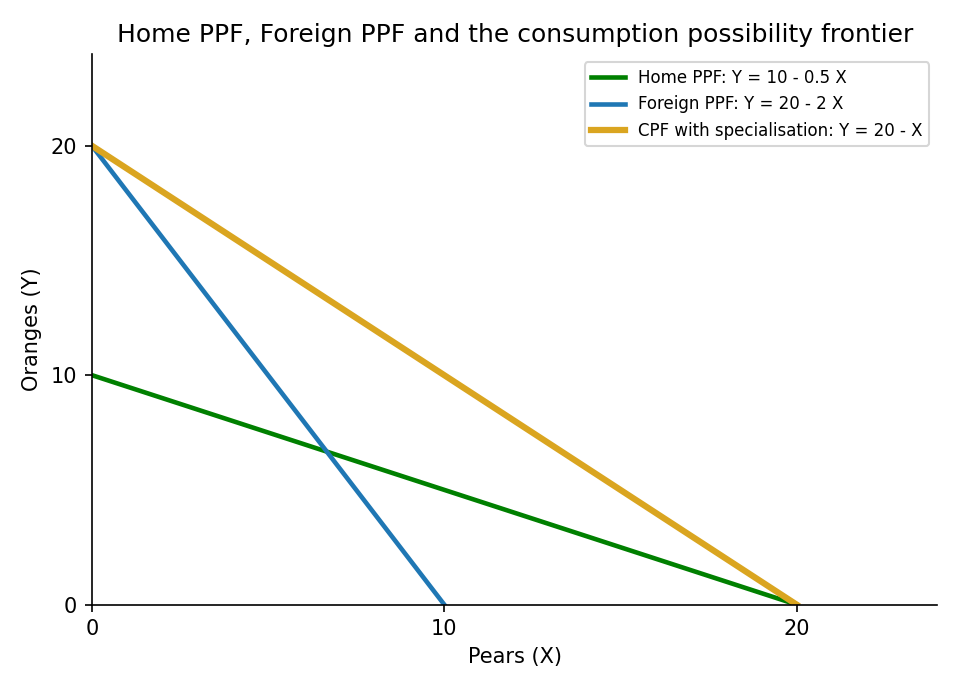 Home PPF, Foreign PPF and the consumption possibility frontier
Home PPF: Y = 10 - 0.5 X
Foreign PPF: Y = 20 - 2 X
CPF with specialisation: Y = 20 - X
Oranges (Y)
20
10
0
0 10 20
Pears (X)